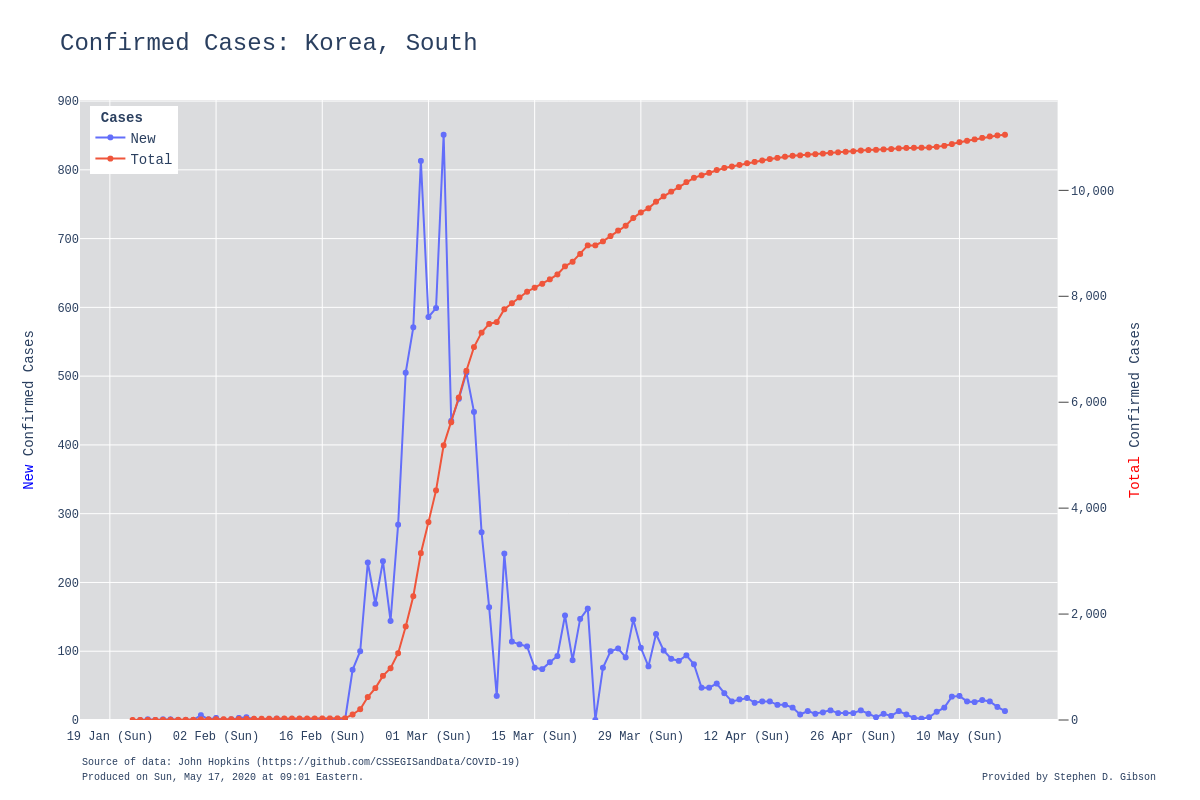 Confirmed Cases: Korea, South
Cases
New
Total
900
800
700
600
500
400
300
200
100
0
New Confirmed Cases
10,000
8,000
6,000
4,000
2,000
0
Total Confirmed Cases
19 Jan (Sun) 02 Feb (Sun) 16 Feb (Sun) 01 Mar (Sun) 15 Mar (Sun) 29 Mar (Sun) 12 Apr (Sun) 26 Apr (Sun) 10 May (Sun)
Source of data: John Hopkins (https://github.com/CSSEGISandData/COVID-19)
Produced on Sun, May 17, 2020 at 09:01 Eastern.
Provided by Stephen D. Gibson